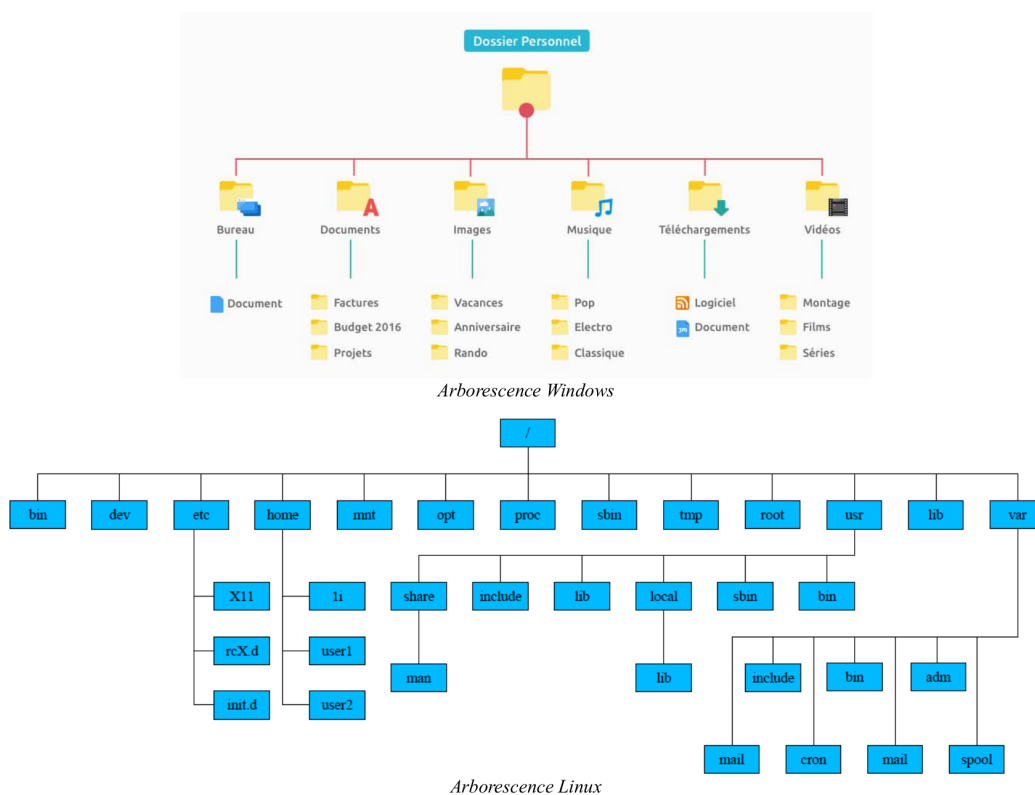 Dossier Personnel
Bureau Documents Images Musique Téléchargements Vidéos
Document Factures Vacances Pop Logiciel Montage
Budget 2016 Anniversaire Electro Document Films
Projets Rando Classique Séries
Arborescence Windows
/
bin dev etc home mnt opt proc sbin tmp root usr lib var
X11 1i share include lib local sbin bin
rcX.d user1
man lib include bin adm
init.d user2
mail cron mail spool
Arborescence Linux